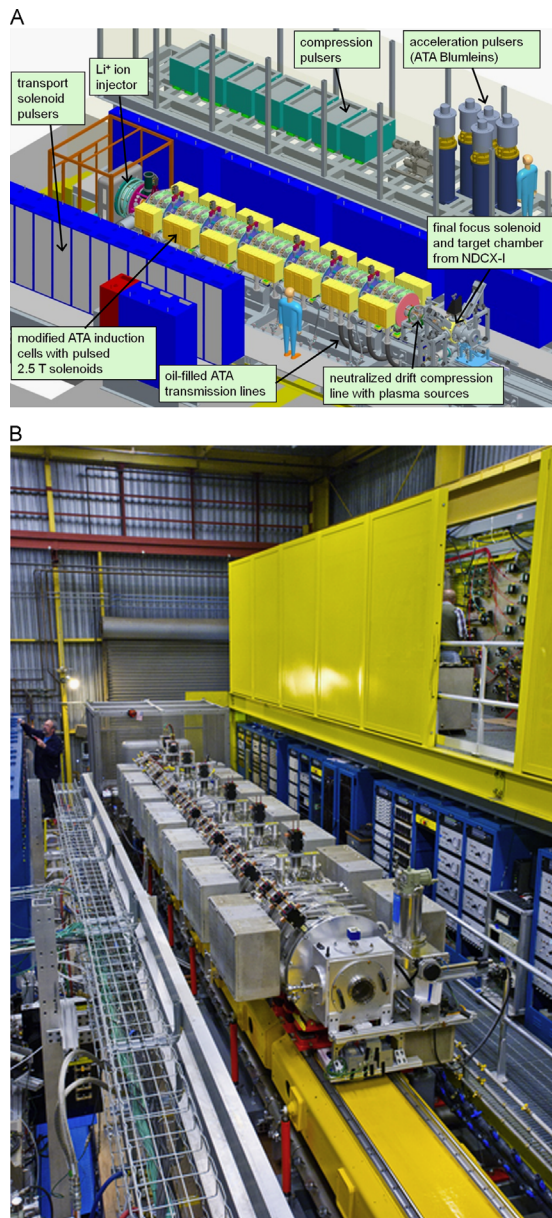 A
Li+ ion
injector
compression
pulsers
acceleration pulsers
(ATA Blumleins)
transport
solenoid
pulsers
final focus solenoid
and target chamber
from NDCX-I
modified ATA induction
cells with pulsed
2.5 T solenoids
oil-filled ATA
transmission lines
neutralized drift compression
line with plasma sources
B